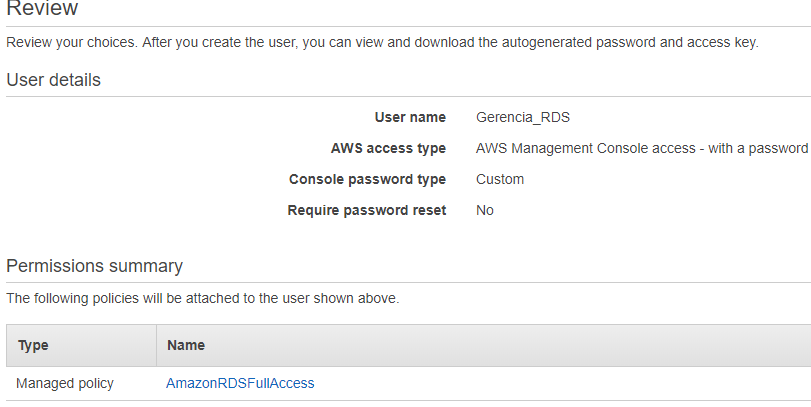 Review
Review your choices. After you create the user, you can view and download the autogenerated password and access key.
User details
User name Gerencia_RDS
AWS access type AWS Management Console access - with a password
Console password type Custom
Require password reset No
Permissions summary
The following policies will be attached to the user shown above.
Type Name
Managed policy AmazonRDSFullAccess